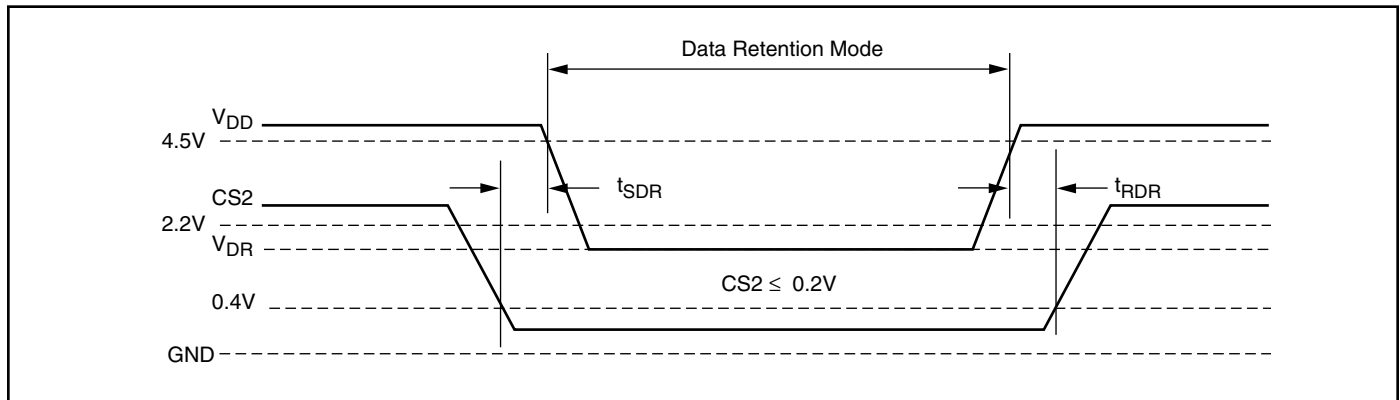 Data Retention Mode
VDD
4.5V
tSDR
tRDR
CS2
2.2V
VDR
CS2 ≤ 0.2V
0.4V
GND